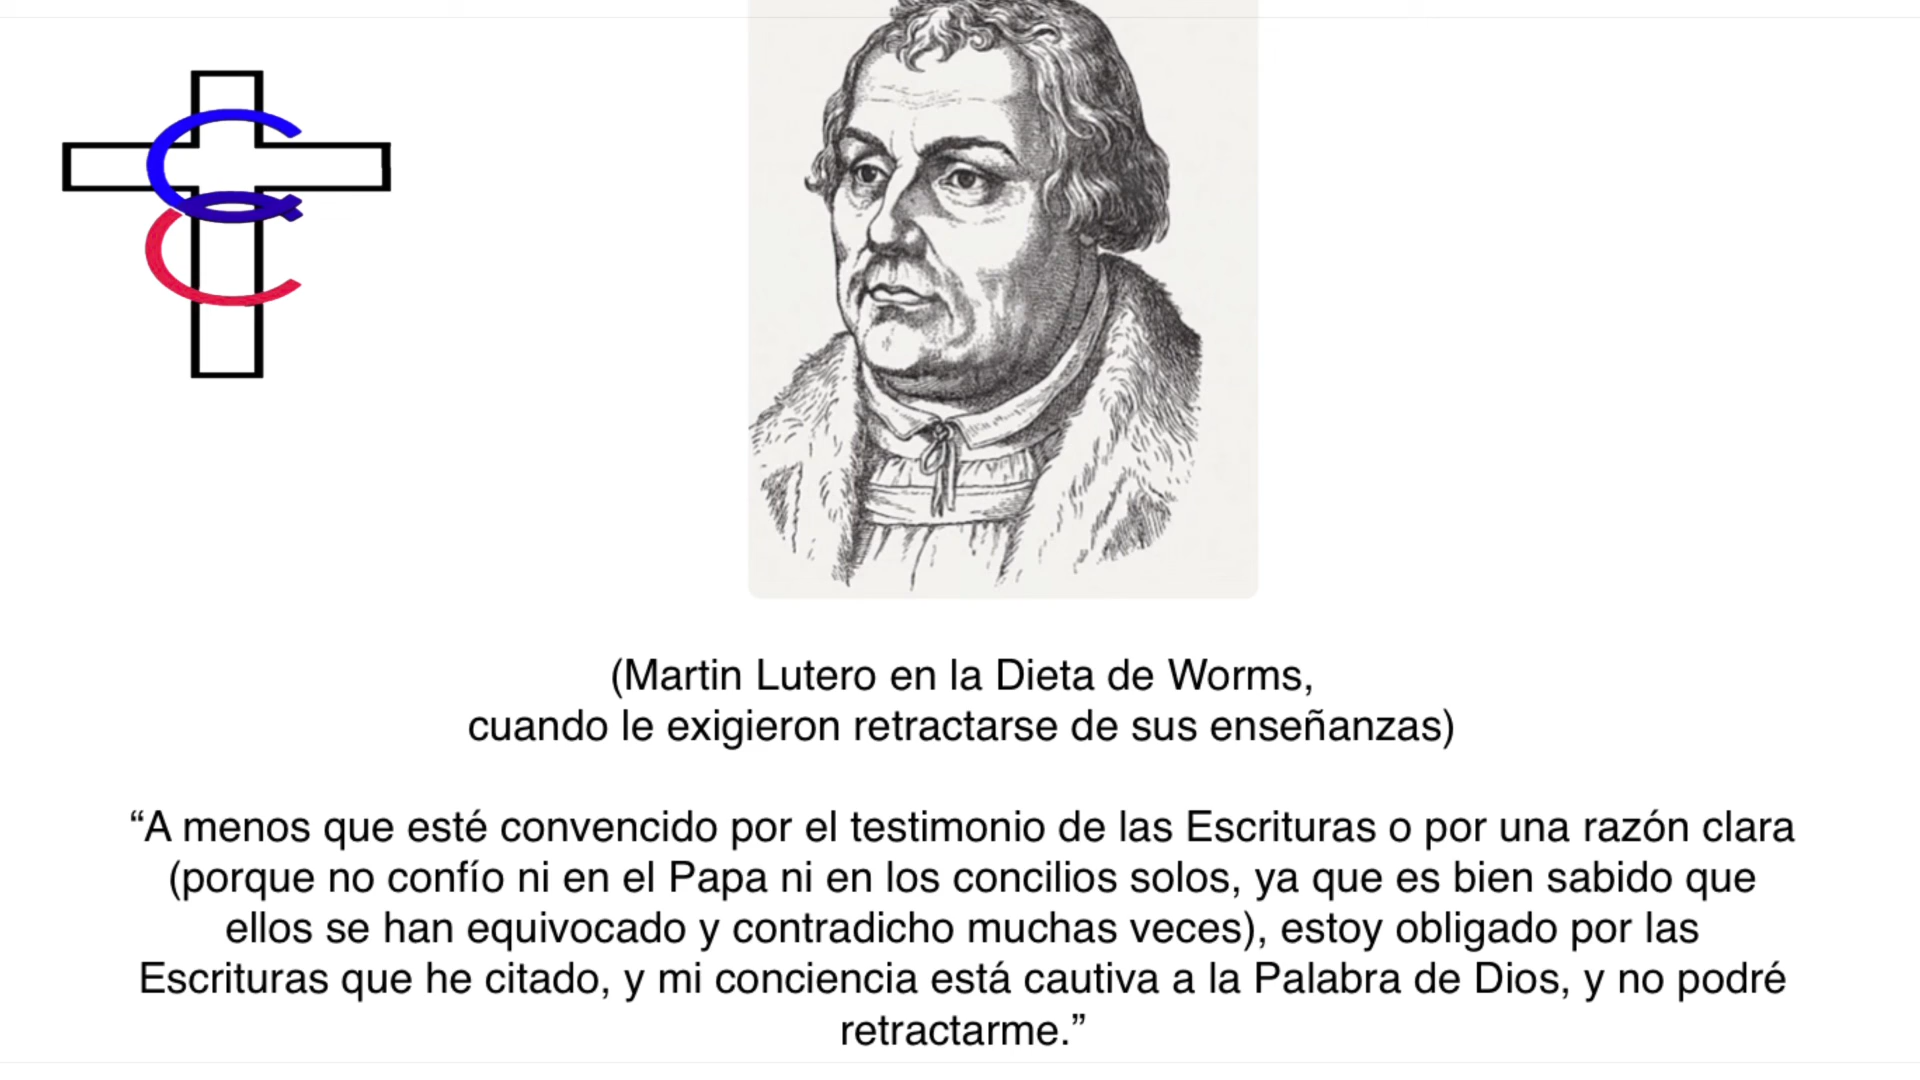 (Martin Lutero en la Dieta de Worms,
cuando le exigieron retractarse de sus enseñanzas)
“A menos que esté convencido por el testimonio de las Escrituras o por una razón clara
(porque no confío ni en el Papa ni en los concilios solos, ya que es bien sabido que
ellos se han equivocado y contradicho muchas veces), estoy obligado por las
Escrituras que he citado, y mi conciencia está cautiva a la Palabra de Dios, y no podré
retractarme.”